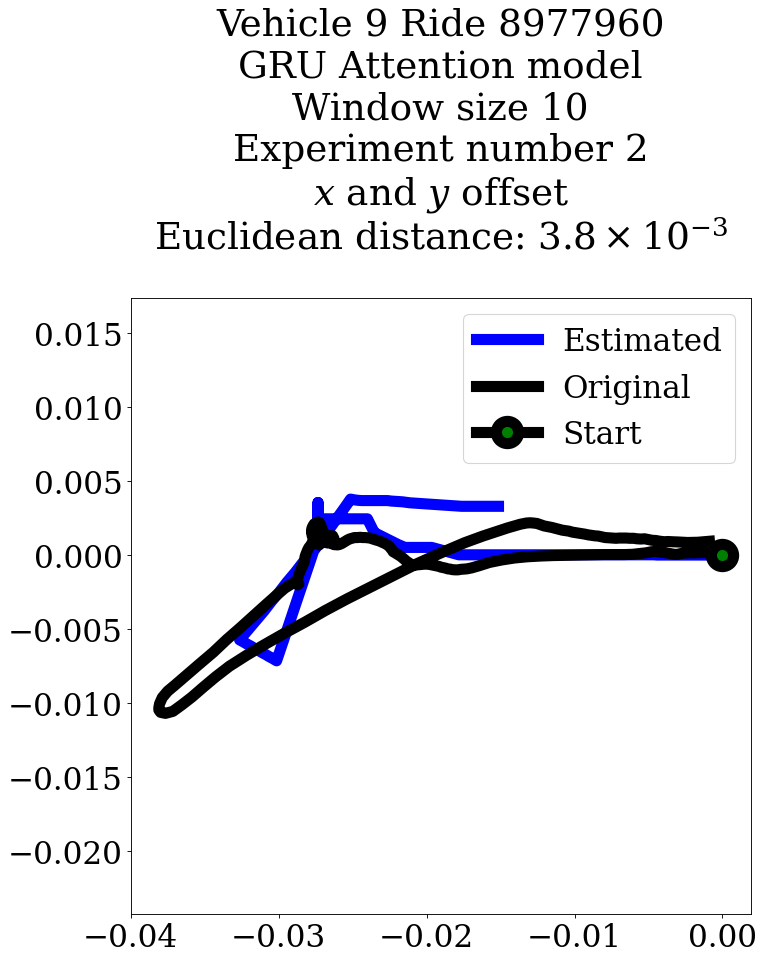 Vehicle 9 Ride 8977960
GRU Attention model
Window size 10
Experiment number 2
x and y offset
Euclidean distance: 3.8 × 10⁻³
Estimated
Original
Start
0.015
0.010
0.005
0.000
−0.005
−0.010
−0.015
−0.020
−0.04 −0.03 −0.02 −0.01 0.00